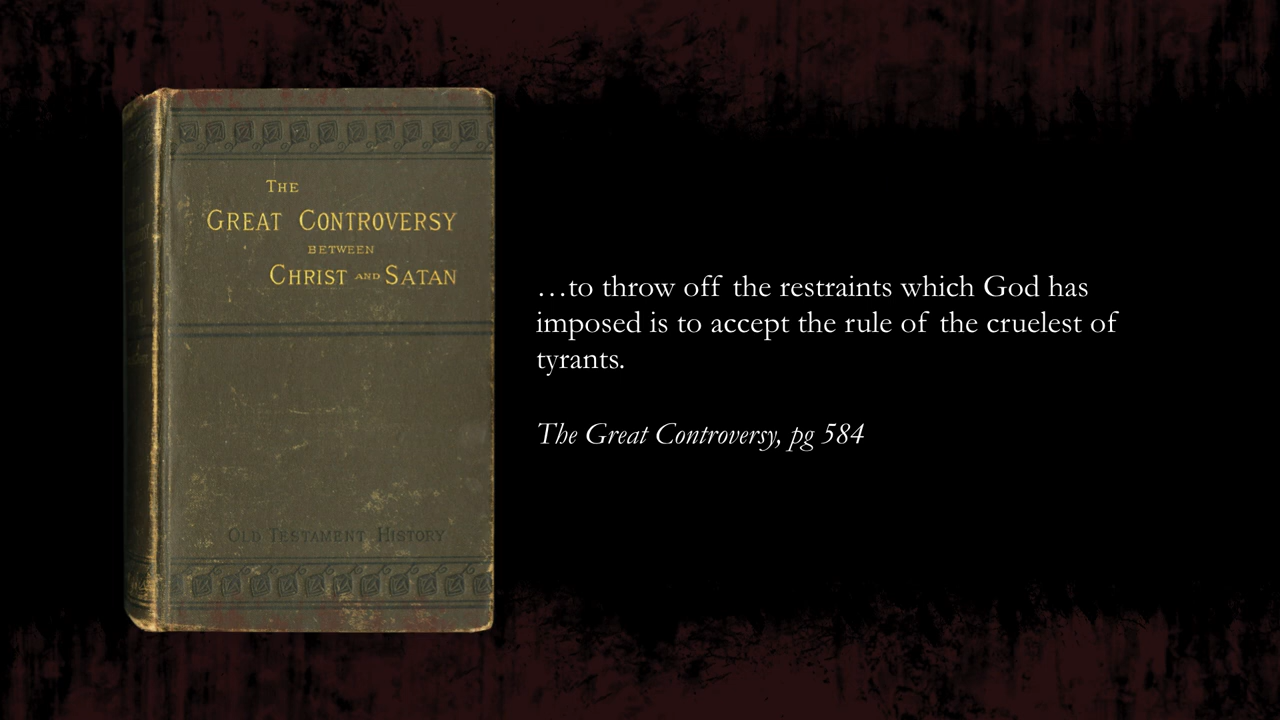 THE
GREAT CONTROVERSY
BETWEEN
CHRIST AND SATAN
OLD TESTAMENT HISTORY
…to throw off the restraints which God has
imposed is to accept the rule of the cruelest of
tyrants.
The Great Controversy, pg 584